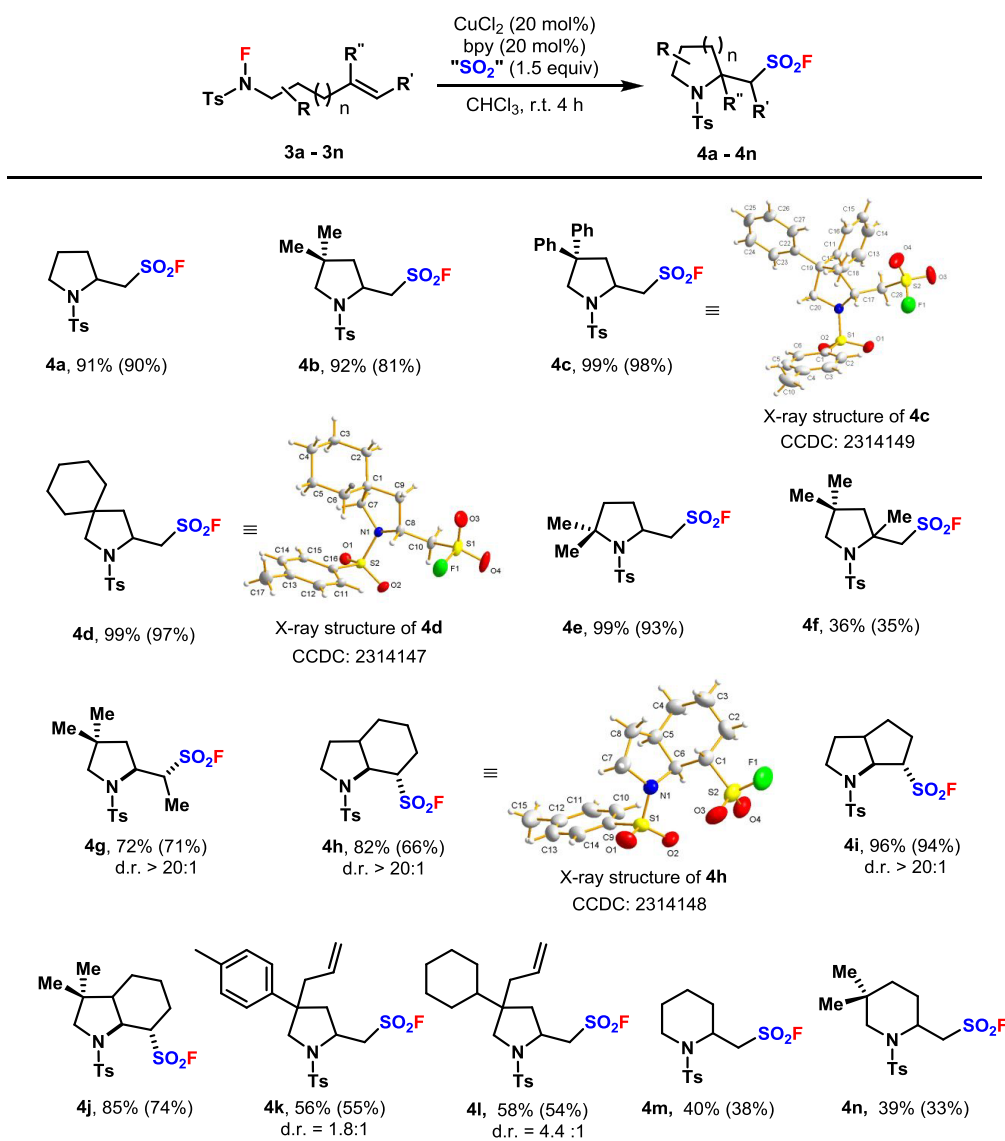 F
N
Ts
R
( )n
R"
R'
CuCl2 (20 mol%)
bpy (20 mol%)
"SO2" (1.5 equiv)
CHCl3, r.t. 4 h
R
( )n
SO2F
N
R"
R'
Ts
3a - 3n
4a - 4n
SO2F
N
Ts
4a, 91% (90%)
Me
Me
SO2F
N
Ts
4b, 92% (81%)
Ph
Ph
SO2F
N
Ts
4c, 99% (98%)
≡
X-ray structure of 4c
CCDC: 2314149
SO2F
N
Ts
4d, 99% (97%)
≡
X-ray structure of 4d
CCDC: 2314147
Me
Me
SO2F
N
Ts
4e, 99% (93%)
Me
Me
Me
SO2F
N
Ts
4f, 36% (35%)
Me
Me
SO2F
N
Me
Ts
4g, 72% (71%)
d.r. > 20:1
N
Ts
SO2F
4h, 82% (66%)
d.r. > 20:1
≡
X-ray structure of 4h
CCDC: 2314148
N
Ts
SO2F
4i, 96% (94%)
d.r. > 20:1
Me
Me
N
Ts
SO2F
4j, 85% (74%)
SO2F
N
Ts
4k, 56% (55%)
d.r. = 1.8:1
SO2F
N
Ts
4l, 58% (54%)
d.r. = 4.4 :1
SO2F
N
Ts
4m, 40% (38%)
Me
Me
SO2F
N
Ts
4n, 39% (33%)